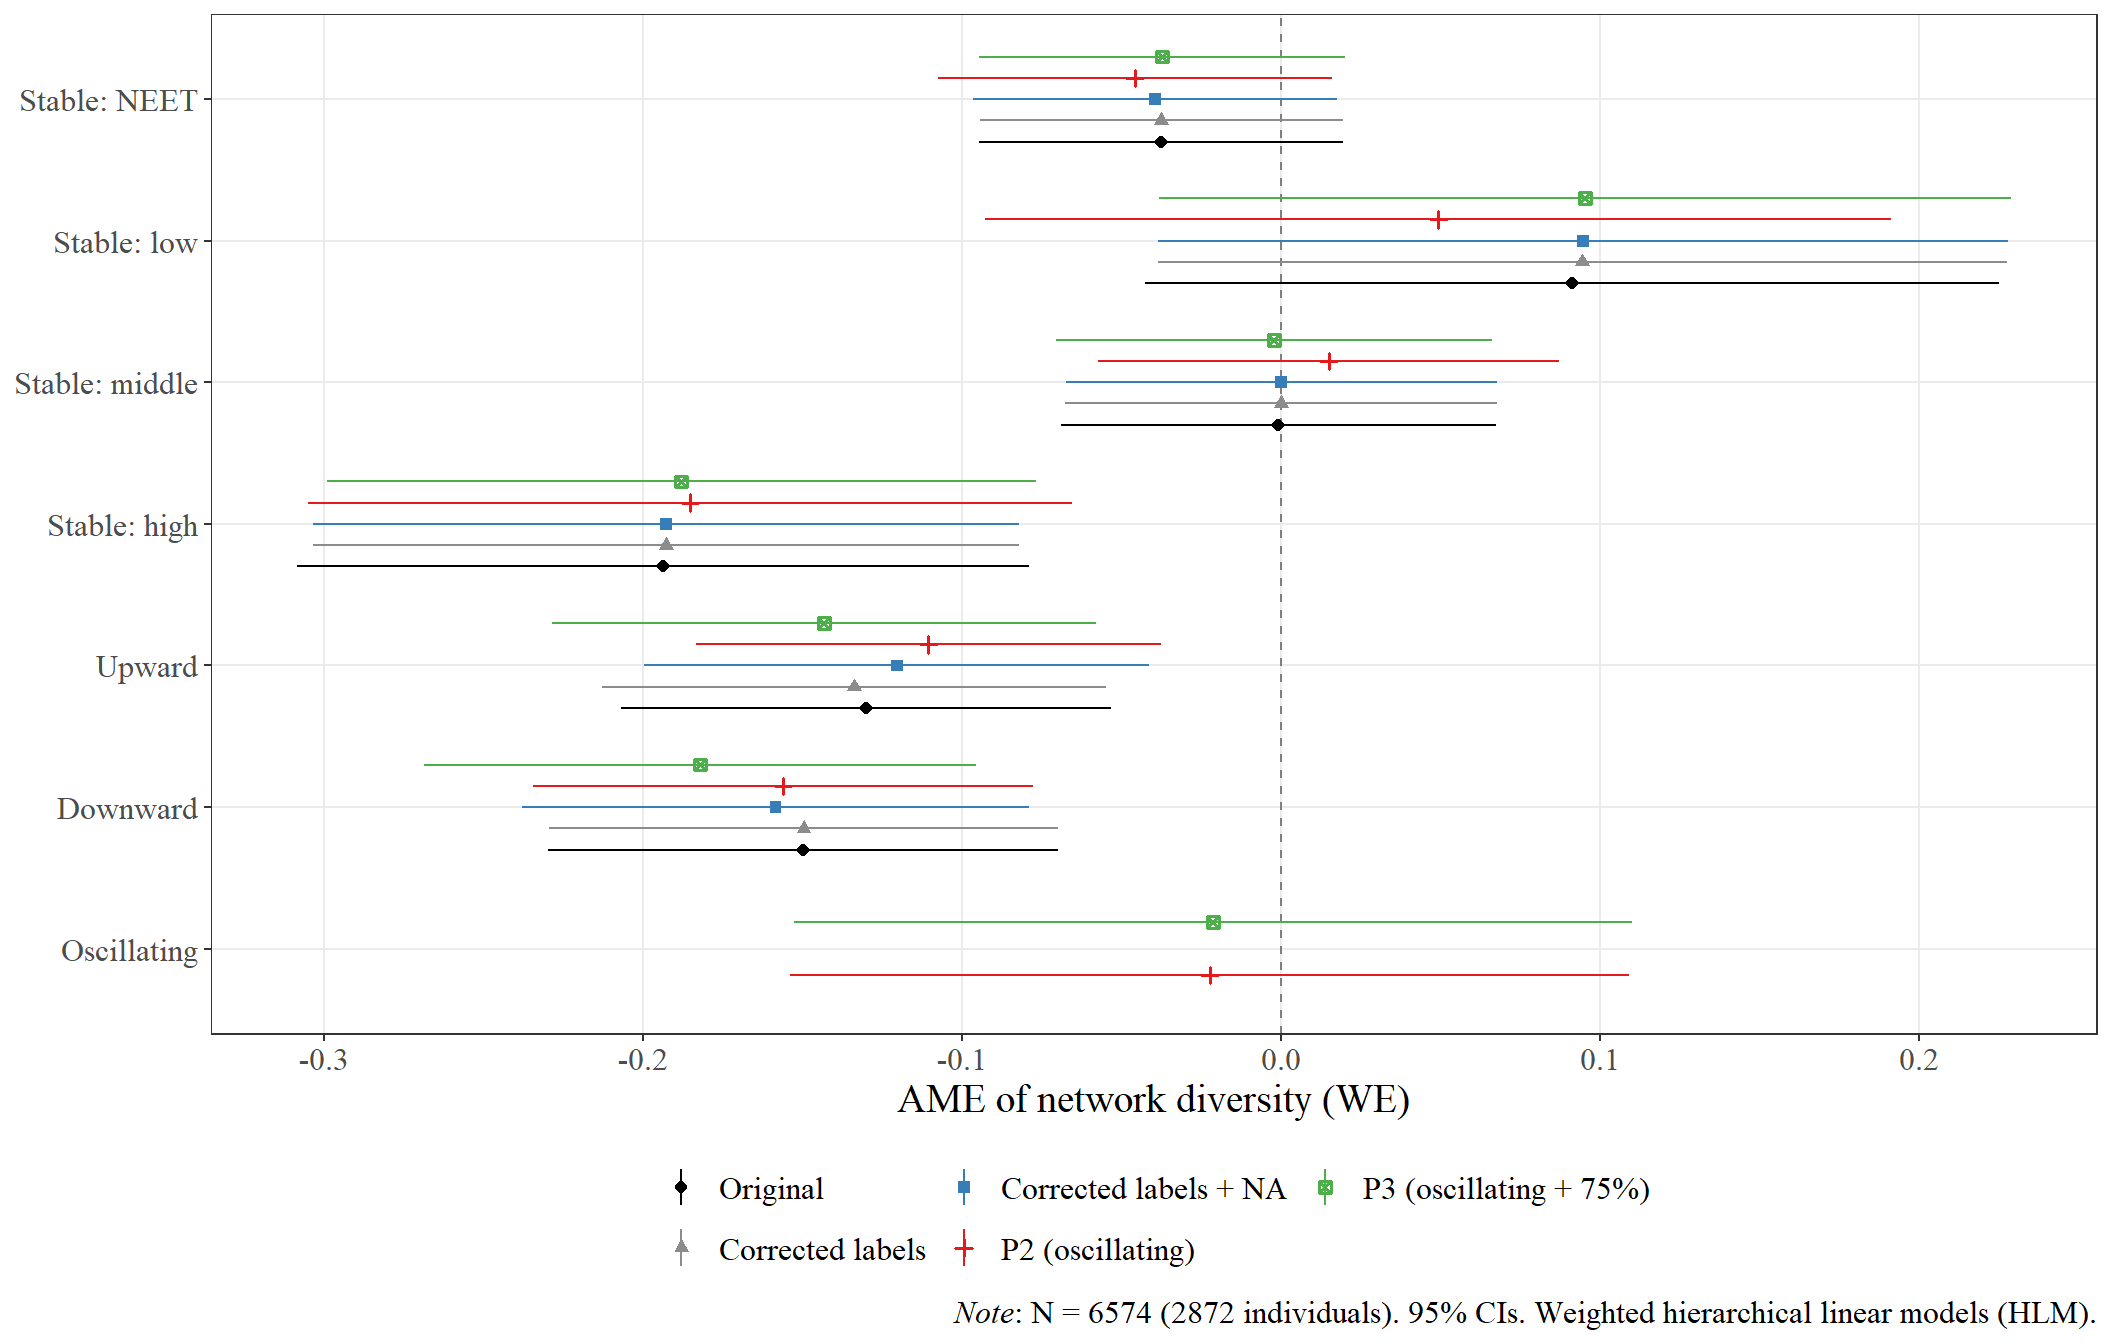 Stable: NEET
Stable: low
Stable: middle
Stable: high
Upward
Downward
Oscillating
-0.3 -0.2 -0.1 0.0 0.1 0.2
AME of network diversity (WE)
Original Corrected labels + NA P3 (oscillating + 75%)
Corrected labels P2 (oscillating)
Note: N = 6574 (2872 individuals). 95% CIs. Weighted hierarchical linear models (HLM).